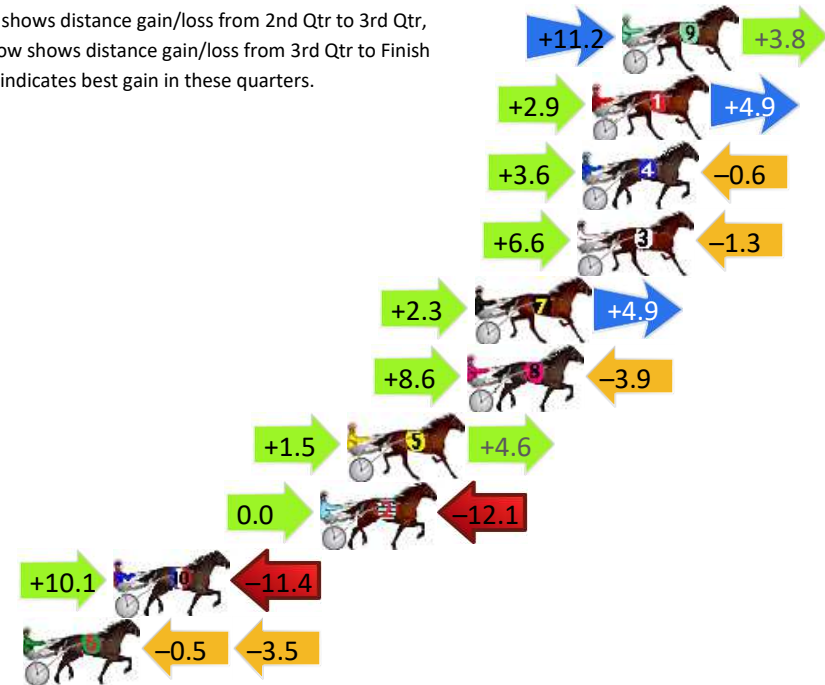 shows distance gain/loss from 2nd Qtr to 3rd Qtr,
ow shows distance gain/loss from 3rd Qtr to Finish
indicates best gain in these quarters.
+11.2 9 +3.8
+2.9 1 +4.9
+3.6 4 –0.6
+6.6 3 –1.3
+2.3 7 +4.9
+8.6 8 –3.9
+1.5 5 +4.6
0.0 2 –12.1
+10.1 10 –11.4
6 –0.5 –3.5